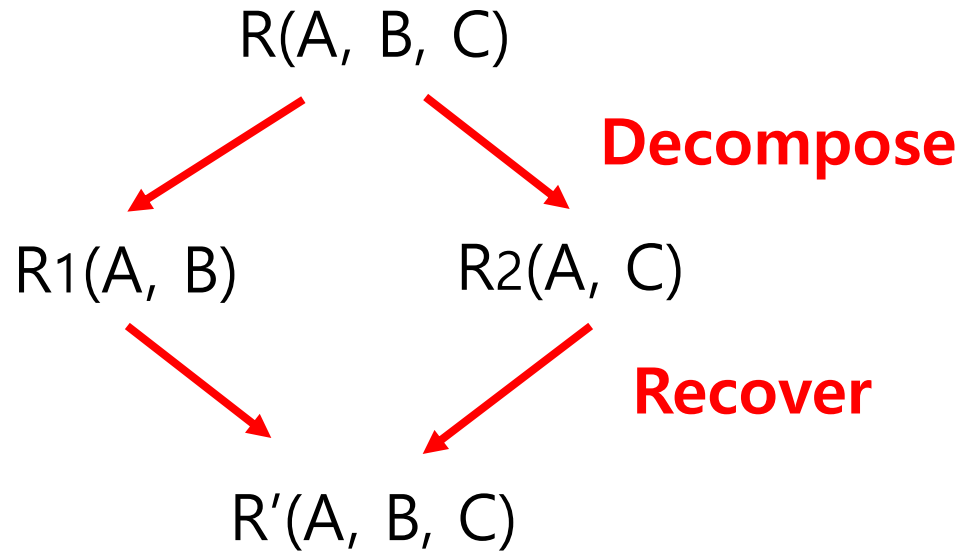 R(A, B, C)
Decompose
R1(A, B)
R2(A, C)
Recover
R’(A, B, C)